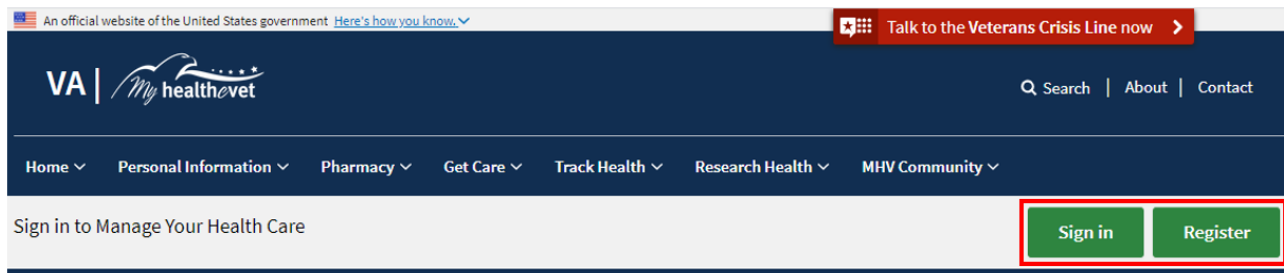 An official website of the United States government Here's how you know.
Talk to the Veterans Crisis Line now
VA | My healthevet
Search | About | Contact
Home Personal Information Pharmacy Get Care Track Health Research Health MHV Community
Sign in to Manage Your Health Care
Sign in Register